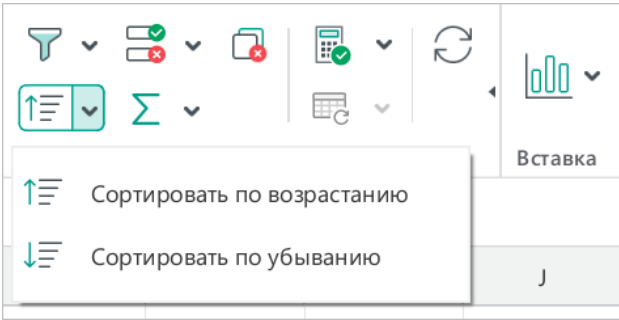 Вставка
Сортировать по возрастанию
Сортировать по убыванию
J